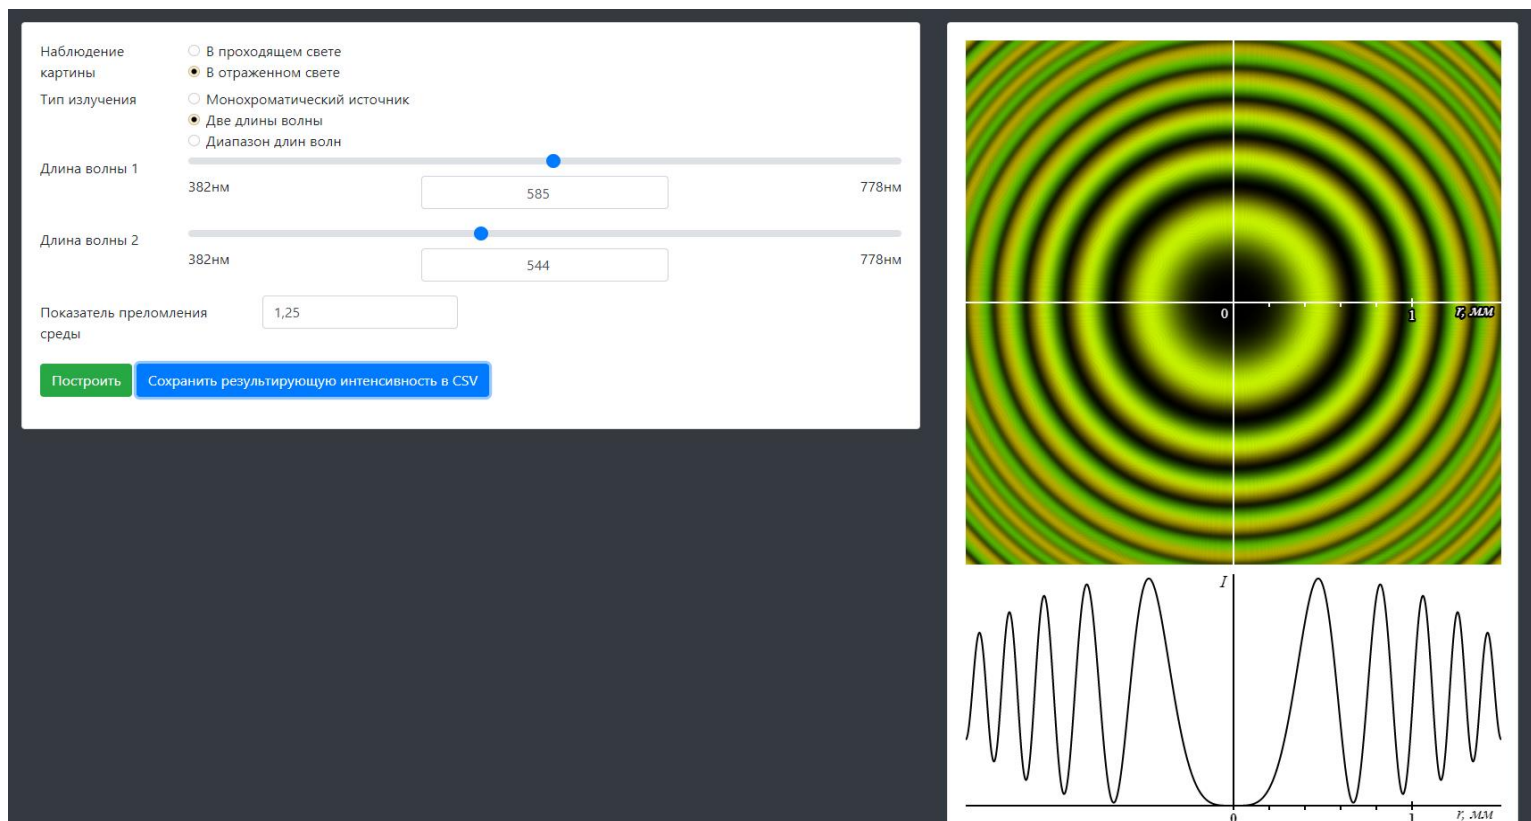 Наблюдение
картины
В проходящем свете
В отраженном свете
Тип излучения
Монохроматический источник
Две длины волны
Диапазон длин волн
Длина волны 1
382нм
585
778нм
Длина волны 2
382нм
544
778нм
Показатель преломления
среды
1,25
Построить
Сохранить результирующую интенсивность в CSV
0
1
r, мм
I
0
1
r, мм